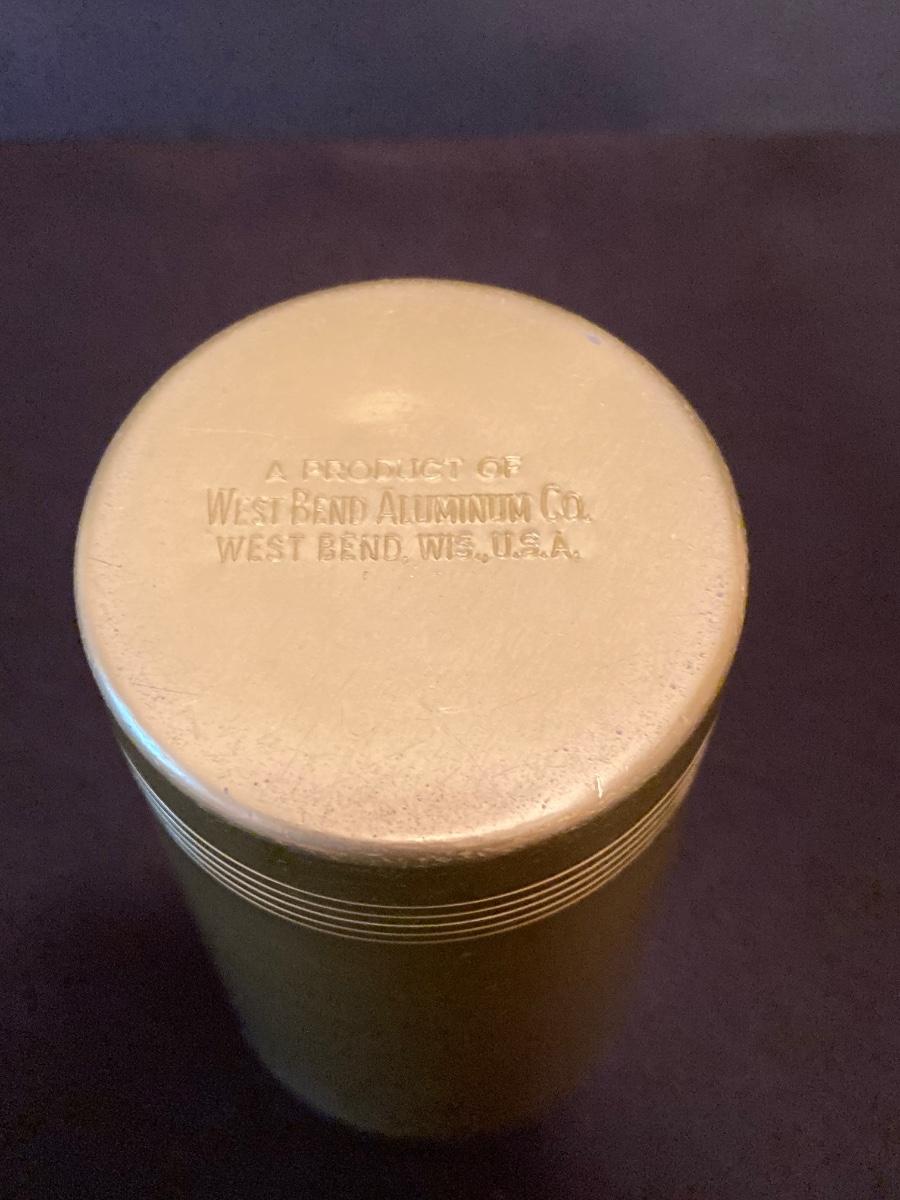 A PRODUCT OF
WEST BEND ALUMINUM CO.
WEST BEND, WIS., U.S.A.